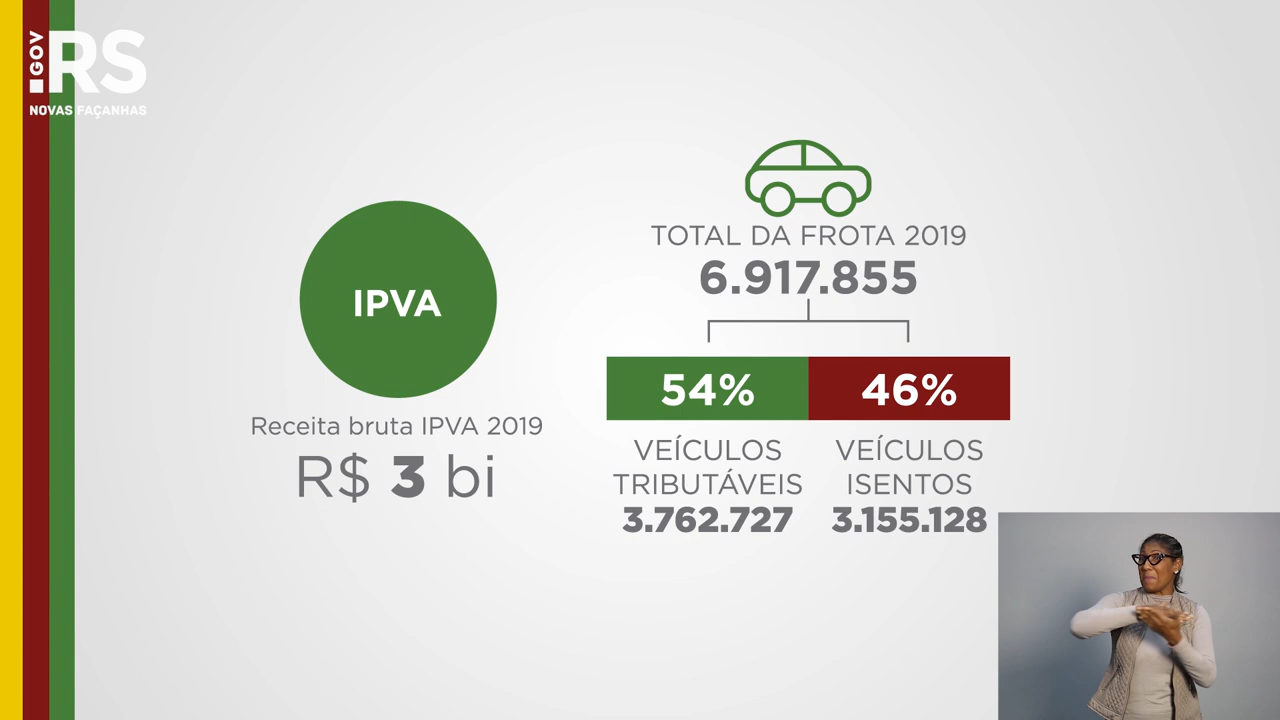 .GOV
RS
NOVAS FAÇANHAS
IPVA
Receita bruta IPVA 2019
R$ 3 bi
TOTAL DA FROTA 2019
6.917.855
54%
46%
VEÍCULOS
TRIBUTÁVEIS
3.762.727
VEÍCULOS
ISENTOS
3.155.128